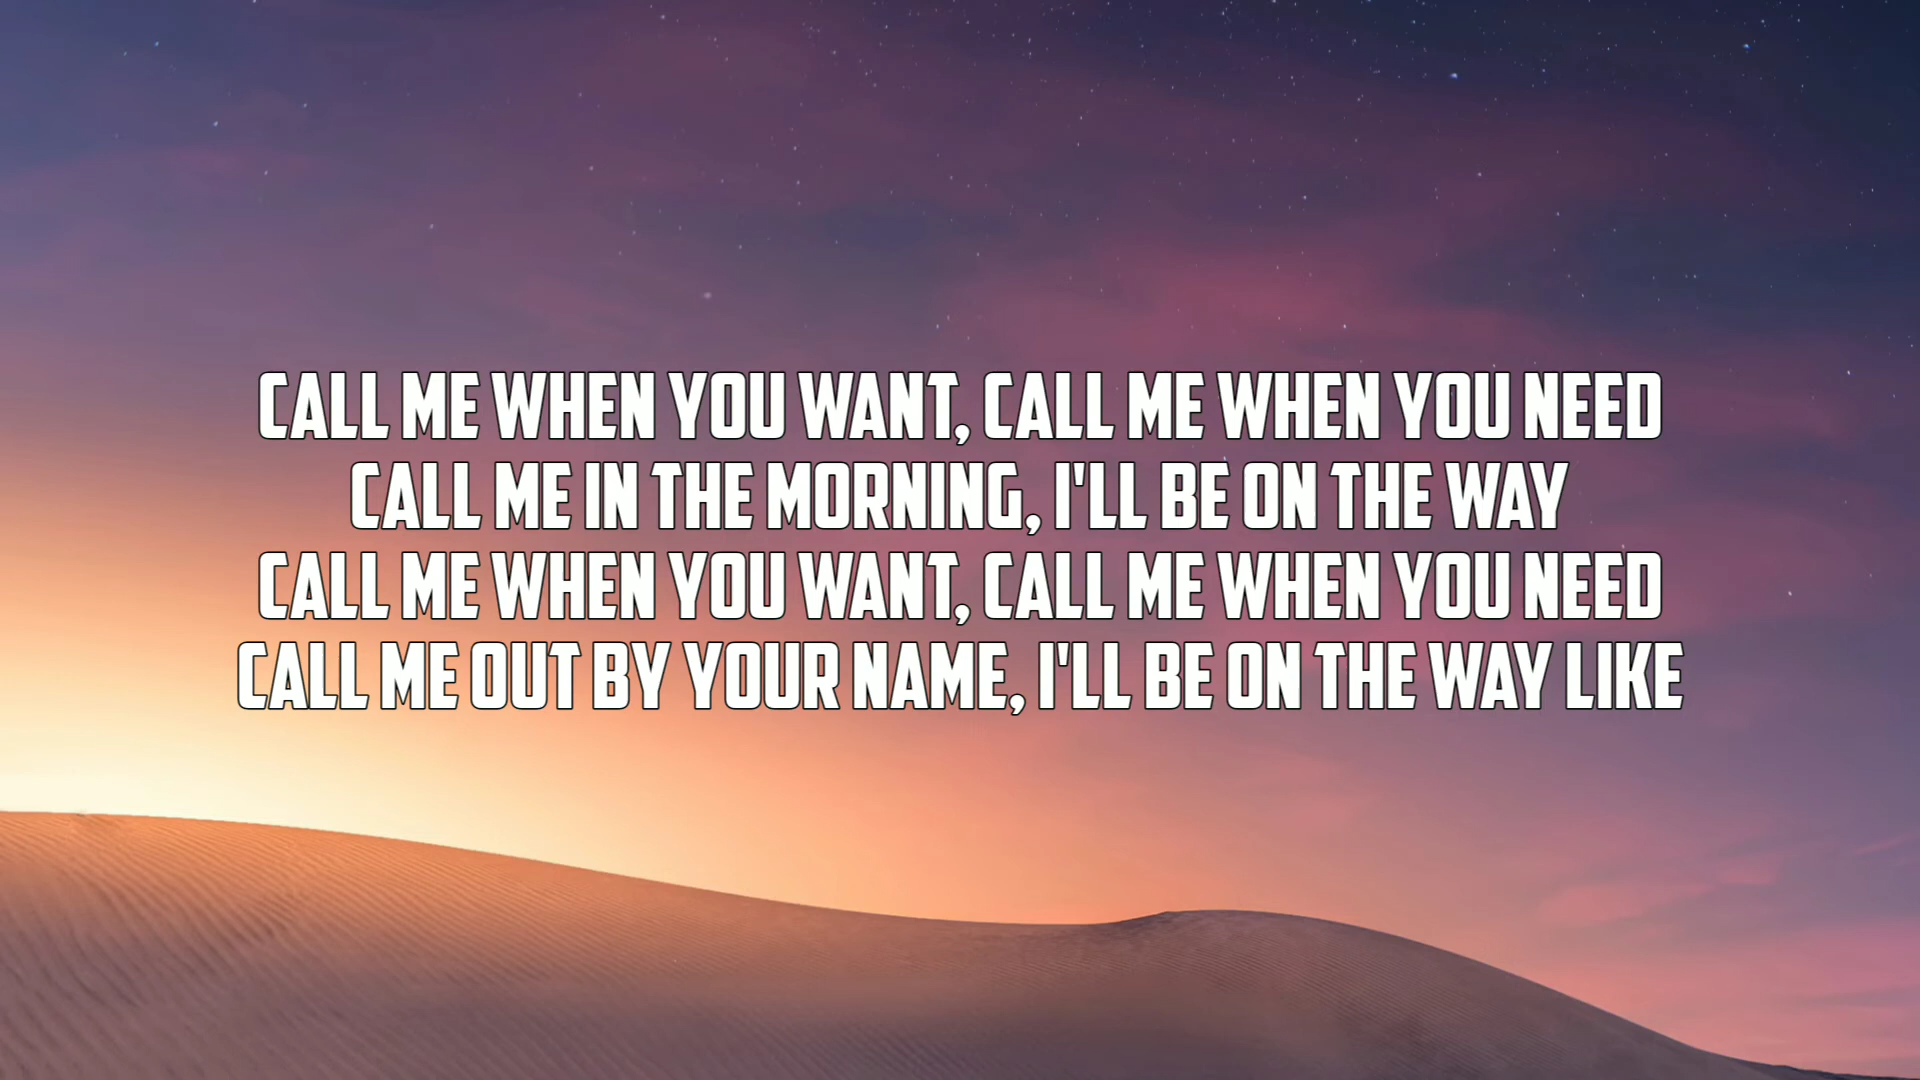 CALL ME WHEN YOU WANT, CALL ME WHEN YOU NEED
CALL ME IN THE MORNING, I'LL BE ON THE WAY
CALL ME WHEN YOU WANT, CALL ME WHEN YOU NEED
CALL ME OUT BY YOUR NAME, I'LL BE ON THE WAY LIKE